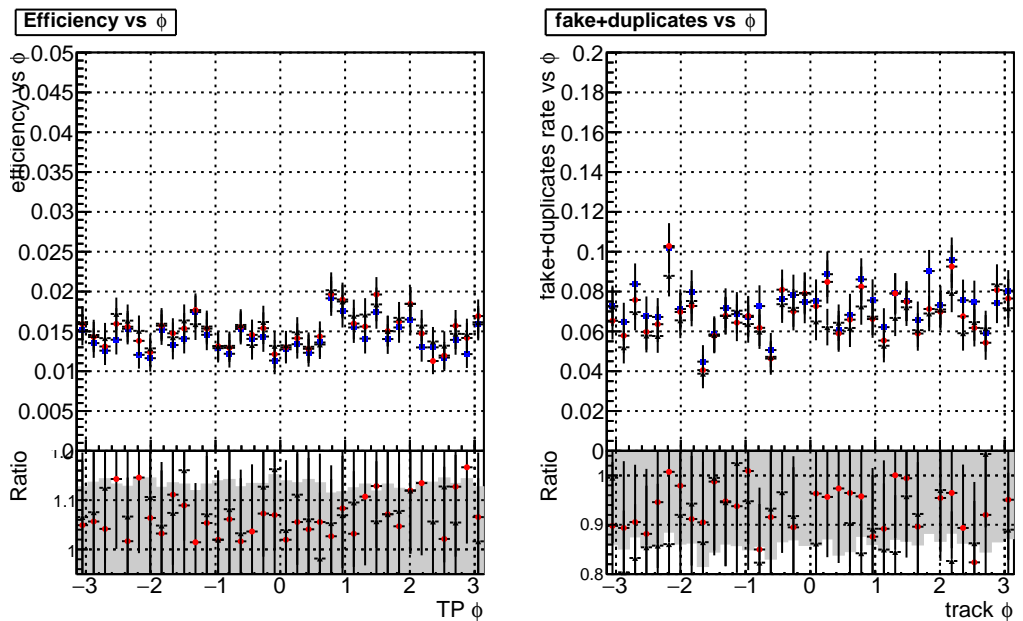 Efficiency vs ϕ
efficiency vs ϕ
0.05
0.045
0.04
0.035
0.03
0.025
0.02
0.015
0.01
0.005
0
Ratio
1.1
1
−3 −2 −1 0 1 2 3
TP ϕ
fake+duplicates vs ϕ
fake+duplicates rate vs ϕ
0.2
0.18
0.16
0.14
0.12
0.1
0.08
0.06
0.04
0.02
0
Ratio
1
0.9
0.8
−3 −2 −1 0 1 2 3
track ϕ